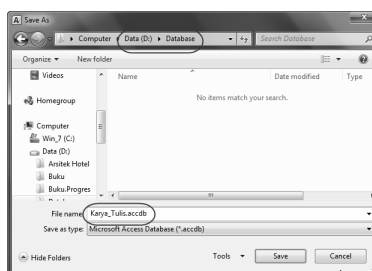 Save As
Computer Data (D:) Database
Search Database
Organize New folder
Videos
Homegroup
Computer
Win_7 (C:)
Data (D:)
Arsitek Hotel
Buku
Buku.Progres
Name Date modified Type
No items match your search.
File name: Karya_Tulis.accdb
Save as type: Microsoft Access Database (*.accdb)
Hide Folders Tools Save Cancel